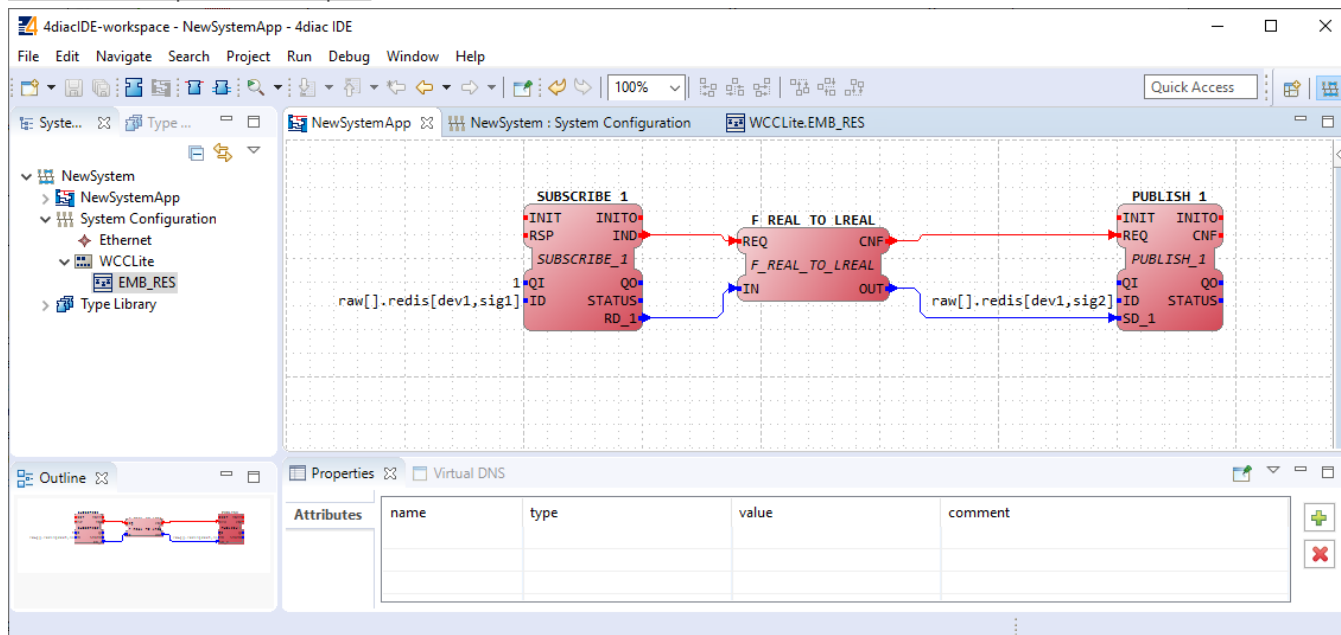 4diacIDE-workspace - NewSystemApp - 4diac IDE
File Edit Navigate Search Project Run Debug Window Help
100%
Quick Access
Syste...
Type ...
NewSystemApp
NewSystem : System Configuration
WCCLite.EMB_RES
NewSystem
NewSystemApp
System Configuration
Ethernet
WCCLite
EMB_RES
Type Library
SUBSCRIBE_1
INIT INITO
RSP IND
SUBSCRIBE_1
1 QI QO
raw[].redis[dev1,sig1] ID STATUS
RD_1
F_REAL_TO_LREAL
REQ CNF
F_REAL_TO_LREAL
IN OUT
PUBLISH_1
INIT INITO
REQ CNF
PUBLISH_1
QI QO
raw[].redis[dev1,sig2] ID STATUS
SD_1
Outline
Properties
Virtual DNS
Attributes
name type value comment